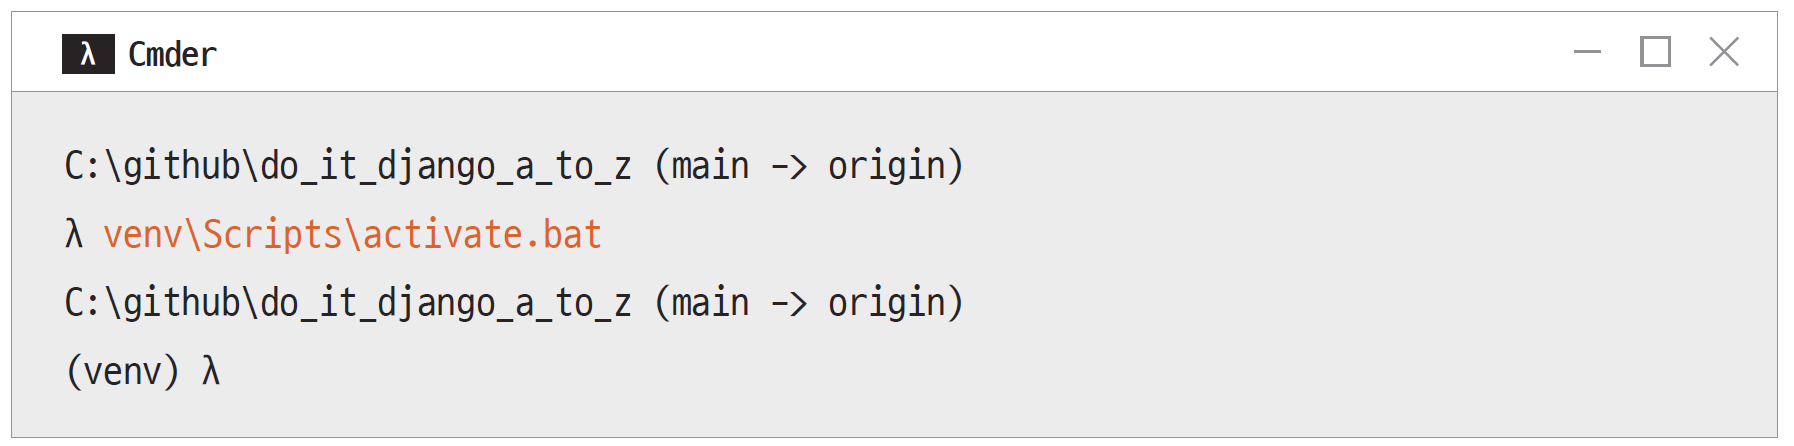 λ Cmder
C:\github\do_it_django_a_to_z (main -> origin)
λ venv\Scripts\activate.bat
C:\github\do_it_django_a_to_z (main -> origin)
(venv) λ